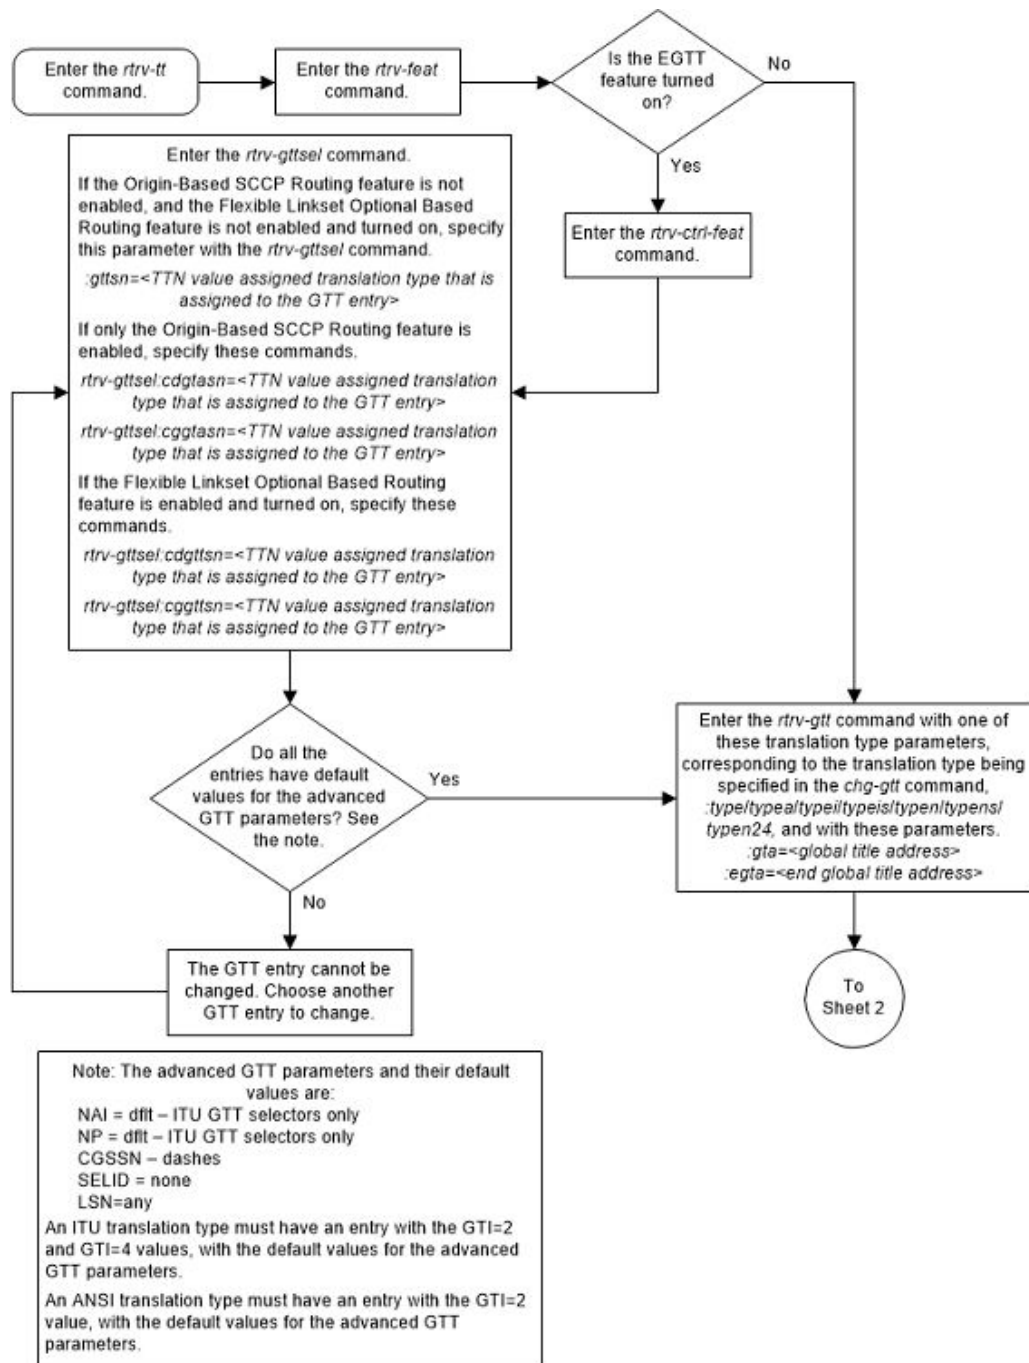 Enter the rtrv-tt
command.
Enter the rtrv-feat
command.
Is the EGTT
feature turned
on?
No
Yes
Enter the rtrv-ctrl-feat
command.
Enter the rtrv-gttsel command.
If the Origin-Based SCCP Routing feature is not
enabled, and the Flexible Linkset Optional Based
Routing feature is not enabled and turned on, specify
this parameter with the rtrv-gttsel command.
:gttsn=<TTN value assigned translation type that is
assigned to the GTT entry>
If only the Origin-Based SCCP Routing feature is
enabled, specify these commands.
rtrv-gttsel:cdgtasn=<TTN value assigned translation
type that is assigned to the GTT entry>
rtrv-gttsel:cggtasn=<TTN value assigned translation
type that is assigned to the GTT entry>
If the Flexible Linkset Optional Based Routing
feature is enabled and turned on, specify these
commands.
rtrv-gttsel:cdgttsn=<TTN value assigned translation
type that is assigned to the GTT entry>
rtrv-gttsel:cggttsn=<TTN value assigned translation
type that is assigned to the GTT entry>
Do all the
entries have default
values for the advanced
GTT parameters? See
the note.
Yes
No
Enter the rtrv-gtt command with one of
these translation type parameters,
corresponding to the translation type being
specified in the chg-gtt command,
:type/typea/typei/typeis/typen/typens/
typen24, and with these parameters.
:gta=<global title address>
:egta=<end global title address>
The GTT entry cannot be
changed. Choose another
GTT entry to change.
To
Sheet 2
Note: The advanced GTT parameters and their default
values are:
NAI = dflt – ITU GTT selectors only
NP = dflt – ITU GTT selectors only
CGSSN – dashes
SELID = none
LSN=any
An ITU translation type must have an entry with the GTI=2
and GTI=4 values, with the default values for the advanced
GTT parameters.
An ANSI translation type must have an entry with the GTI=2
value, with the default values for the advanced GTT
parameters.